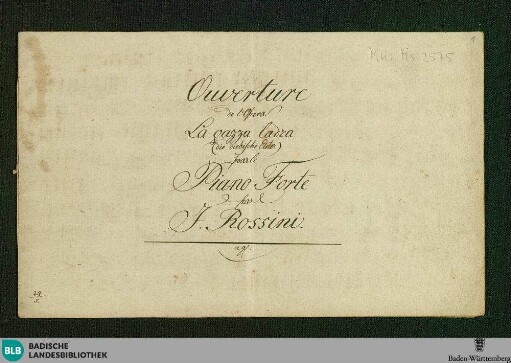 Mus. Hs. 2575
Ouverture
de l'Opera
La gazza ladra
(die diebische Elster)
pour le
Piano-Forte
par
J. Rossini.
BLB BADISCHE
LANDESBIBLIOTHEK
Baden-Württemberg